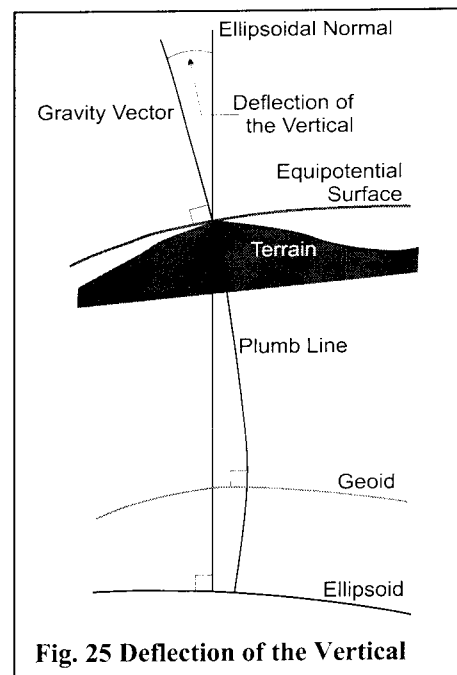 Ellipsoidal Normal
Gravity Vector
Deflection of
the Vertical
Equipotential
Surface
Terrain
Plumb Line
Geoid
Ellipsoid
Fig. 25 Deflection of the Vertical